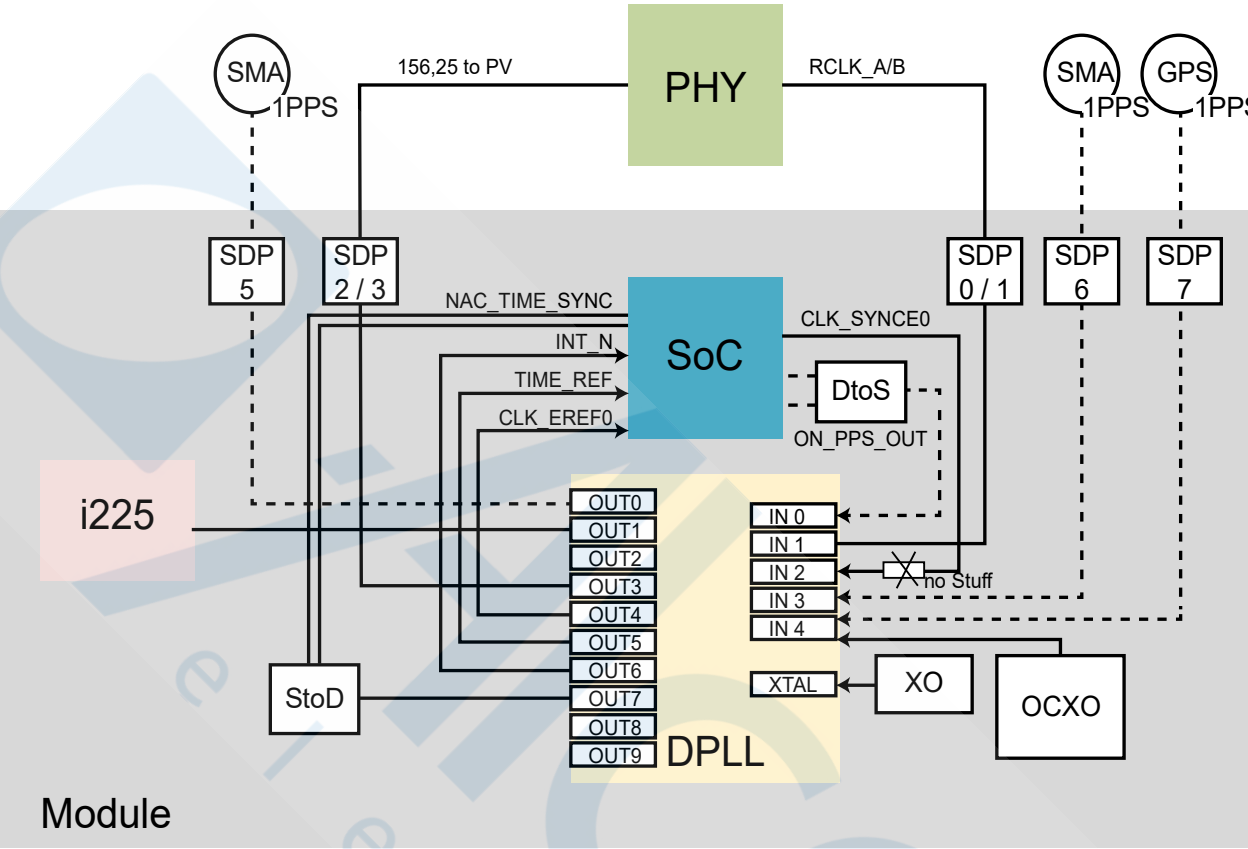 SMA
1PPS
156,25 to PV
PHY
RCLK_A/B
SMA
1PPS
GPS
1PPS
SDP
5
SDP
2 / 3
SDP
0 / 1
SDP
6
SDP
7
NAC_TIME_SYNC
INT_N
TIME_REF
CLK_EREF0
SoC
CLK_SYNCE0
DtoS
ON_PPS_OUT
i225
OUT0
OUT1
OUT2
OUT3
OUT4
OUT5
OUT6
OUT7
OUT8
OUT9
IN 0
IN 1
IN 2
IN 3
IN 4
XTAL
no Stuff
StoD
DPLL
XO
OCXO
Module